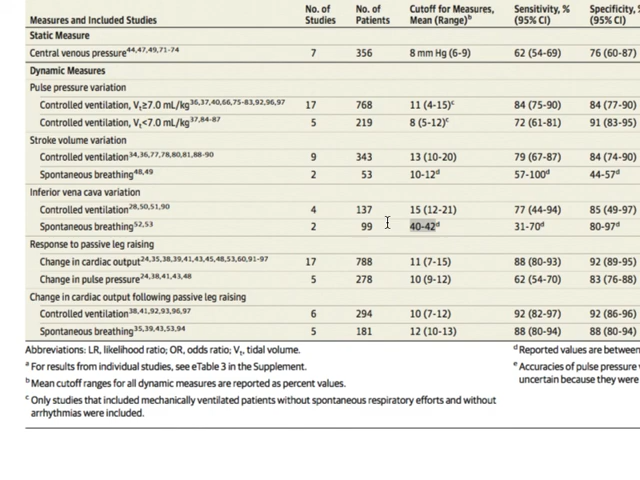 Measures and Included Studies No. of Studies No. of Patients Cutoff for Measures, Mean (Range)b Sensitivity, % (95% CI) Specificity, % (95% CI)
Static Measure
Central venous pressure44,47,49,71-74 7 356 8 mm Hg (6-9) 62 (54-69) 76 (60-87)
Dynamic Measures
Pulse pressure variation
Controlled ventilation, Vt≥7.0 mL/kg36,37,40,66,75-83,92,96,97 17 768 11 (4-15)c 84 (75-90) 84 (77-90)
Controlled ventilation, Vt<7.0 mL/kg37,84-87 5 219 8 (5-12)c 72 (61-81) 91 (83-95)
Stroke volume variation
Controlled ventilation34,36,77,78,80,81,88-90 9 343 13 (10-20) 79 (67-87) 84 (74-90)
Spontaneous breathing48,49 2 53 10-12d 57-100d 44-57d
Inferior vena cava variation
Controlled ventilation28,50,51,90 4 137 15 (12-21) 77 (44-94) 85 (49-97)
Spontaneous breathing52,53 2 99 40-42d 31-70d 80-97d
Response to passive leg raising
Change in cardiac output24,35,38,39,41,43,45,48,53,60,91-97 17 788 11 (7-15) 88 (80-93) 92 (89-95)
Change in pulse pressure24,38,41,43,48 5 278 10 (9-12) 62 (54-70) 83 (76-88)
Change in cardiac output following passive leg raising
Controlled ventilation38,41,92,93,96,97 6 294 10 (7-12) 92 (82-97) 92 (86-96)
Spontaneous breathing35,39,43,53,94 5 181 12 (10-13) 88 (80-94) 88 (80-94)
Abbreviations: LR, likelihood ratio; OR, odds ratio; Vt, tidal volume.
a For results from individual studies, see eTable 3 in the Supplement.
b Mean cutoff ranges for all dynamic measures are reported as percent values.
c Only studies that included mechanically ventilated patients without spontaneous respiratory efforts and without
arrhythmias were included.
d Reported values are between
e Accuracies of pulse pressure
uncertain because they were